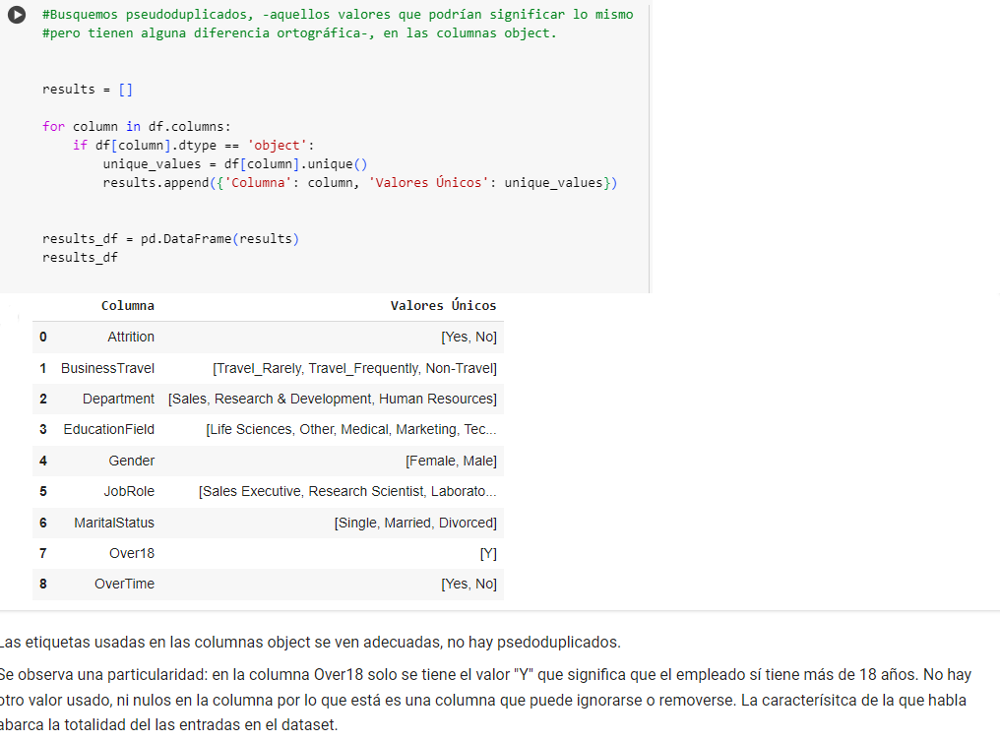 #Busquemos pseudoduplicados, -aquellos valores que podrían significar lo mismo
#pero tienen alguna diferencia ortográfica-, en las columnas object.
results = []
for column in df.columns:
if df[column].dtype == 'object':
unique_values = df[column].unique()
results.append({'Columna': column, 'Valores Únicos': unique_values})
results_df = pd.DataFrame(results)
results_df
Columna Valores Únicos
0 Attrition [Yes, No]
1 BusinessTravel [Travel_Rarely, Travel_Frequently, Non-Travel]
2 Department [Sales, Research & Development, Human Resources]
3 EducationField [Life Sciences, Other, Medical, Marketing, Tec...
4 Gender [Female, Male]
5 JobRole [Sales Executive, Research Scientist, Laborato...
6 MaritalStatus [Single, Married, Divorced]
7 Over18 [Y]
8 OverTime [Yes, No]
Las etiquetas usadas en las columnas object se ven adecuadas, no hay psedoduplicados.
Se observa una particularidad: en la columna Over18 solo se tiene el valor "Y" que significa que el empleado sí tiene más de 18 años. No hay
otro valor usado, ni nulos en la columna por lo que está es una columna que puede ignorarse o removerse. La caracterísitca de la que habla
abarca la totalidad del las entradas en el dataset.